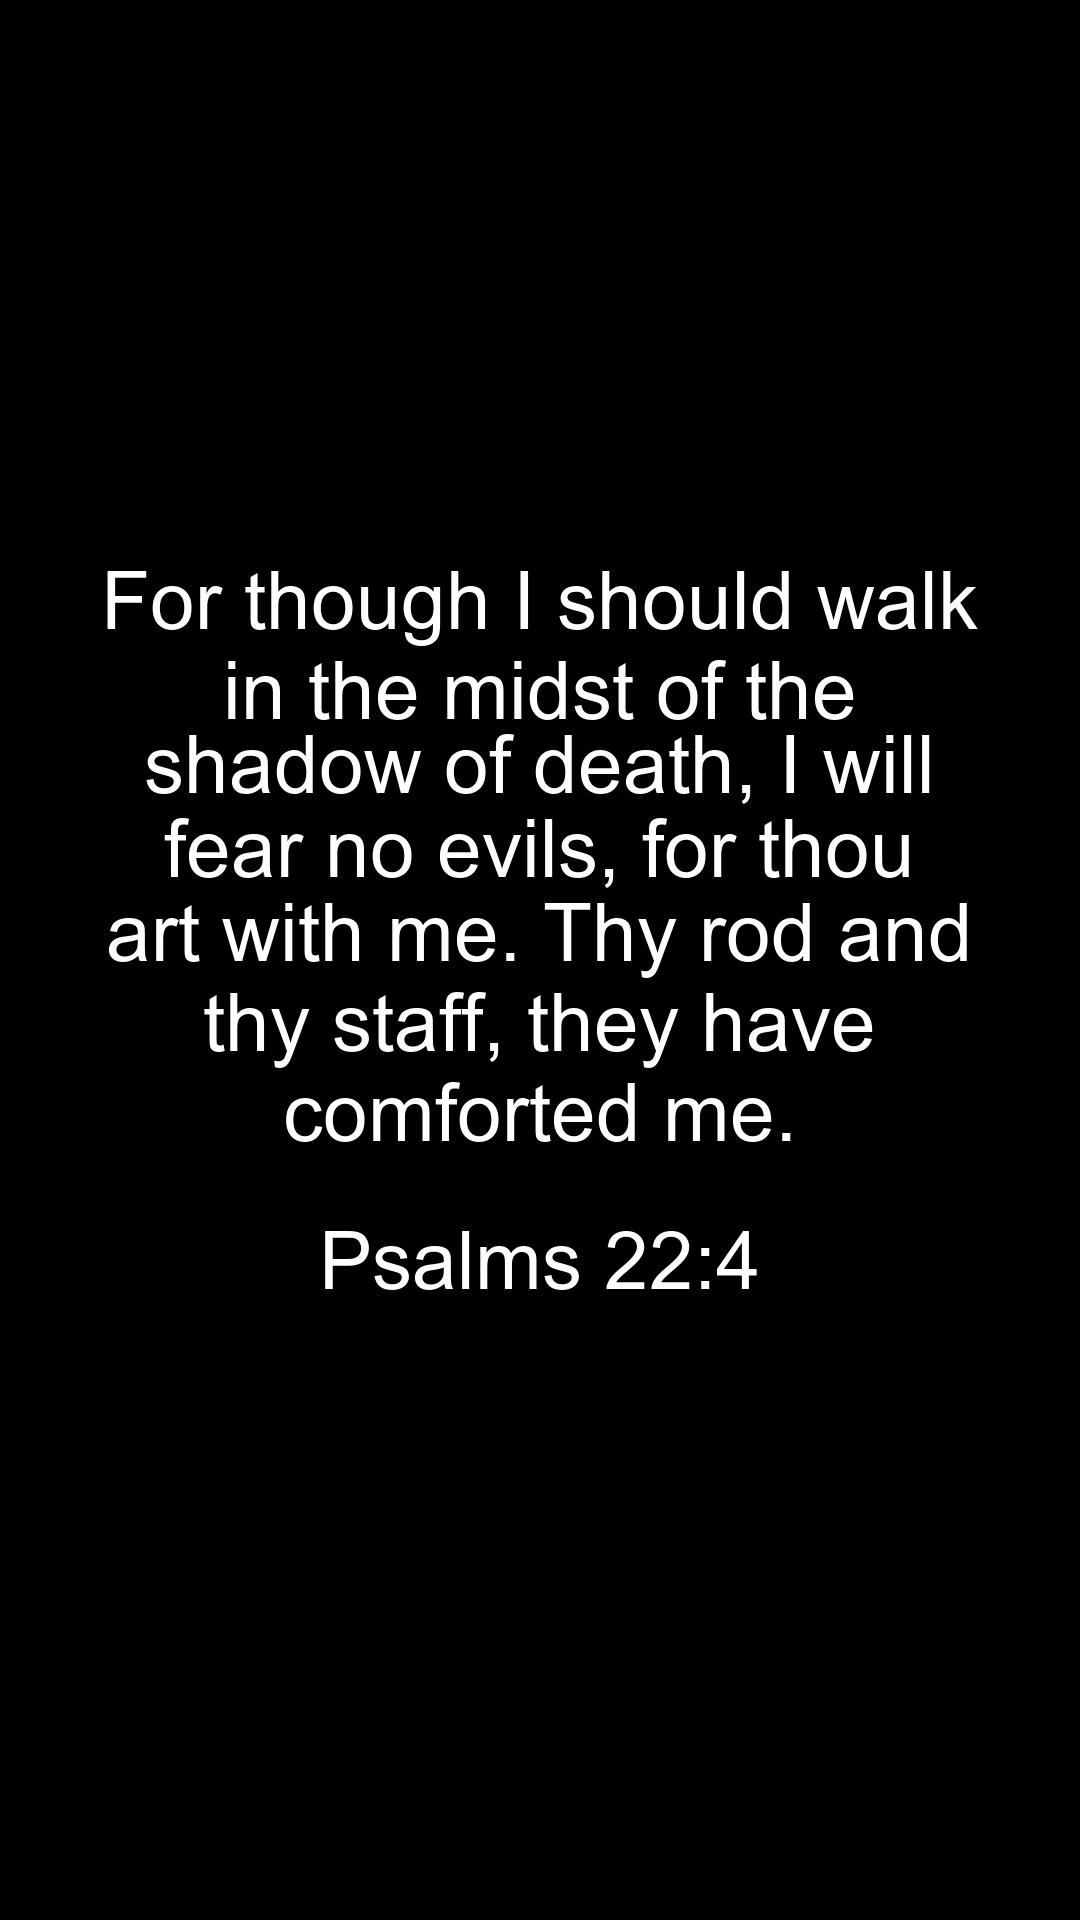 For though I should walk
in the midst of the
shadow of death, I will
fear no evils, for thou
art with me. Thy rod and
thy staff, they have
comforted me.
Psalms 22:4